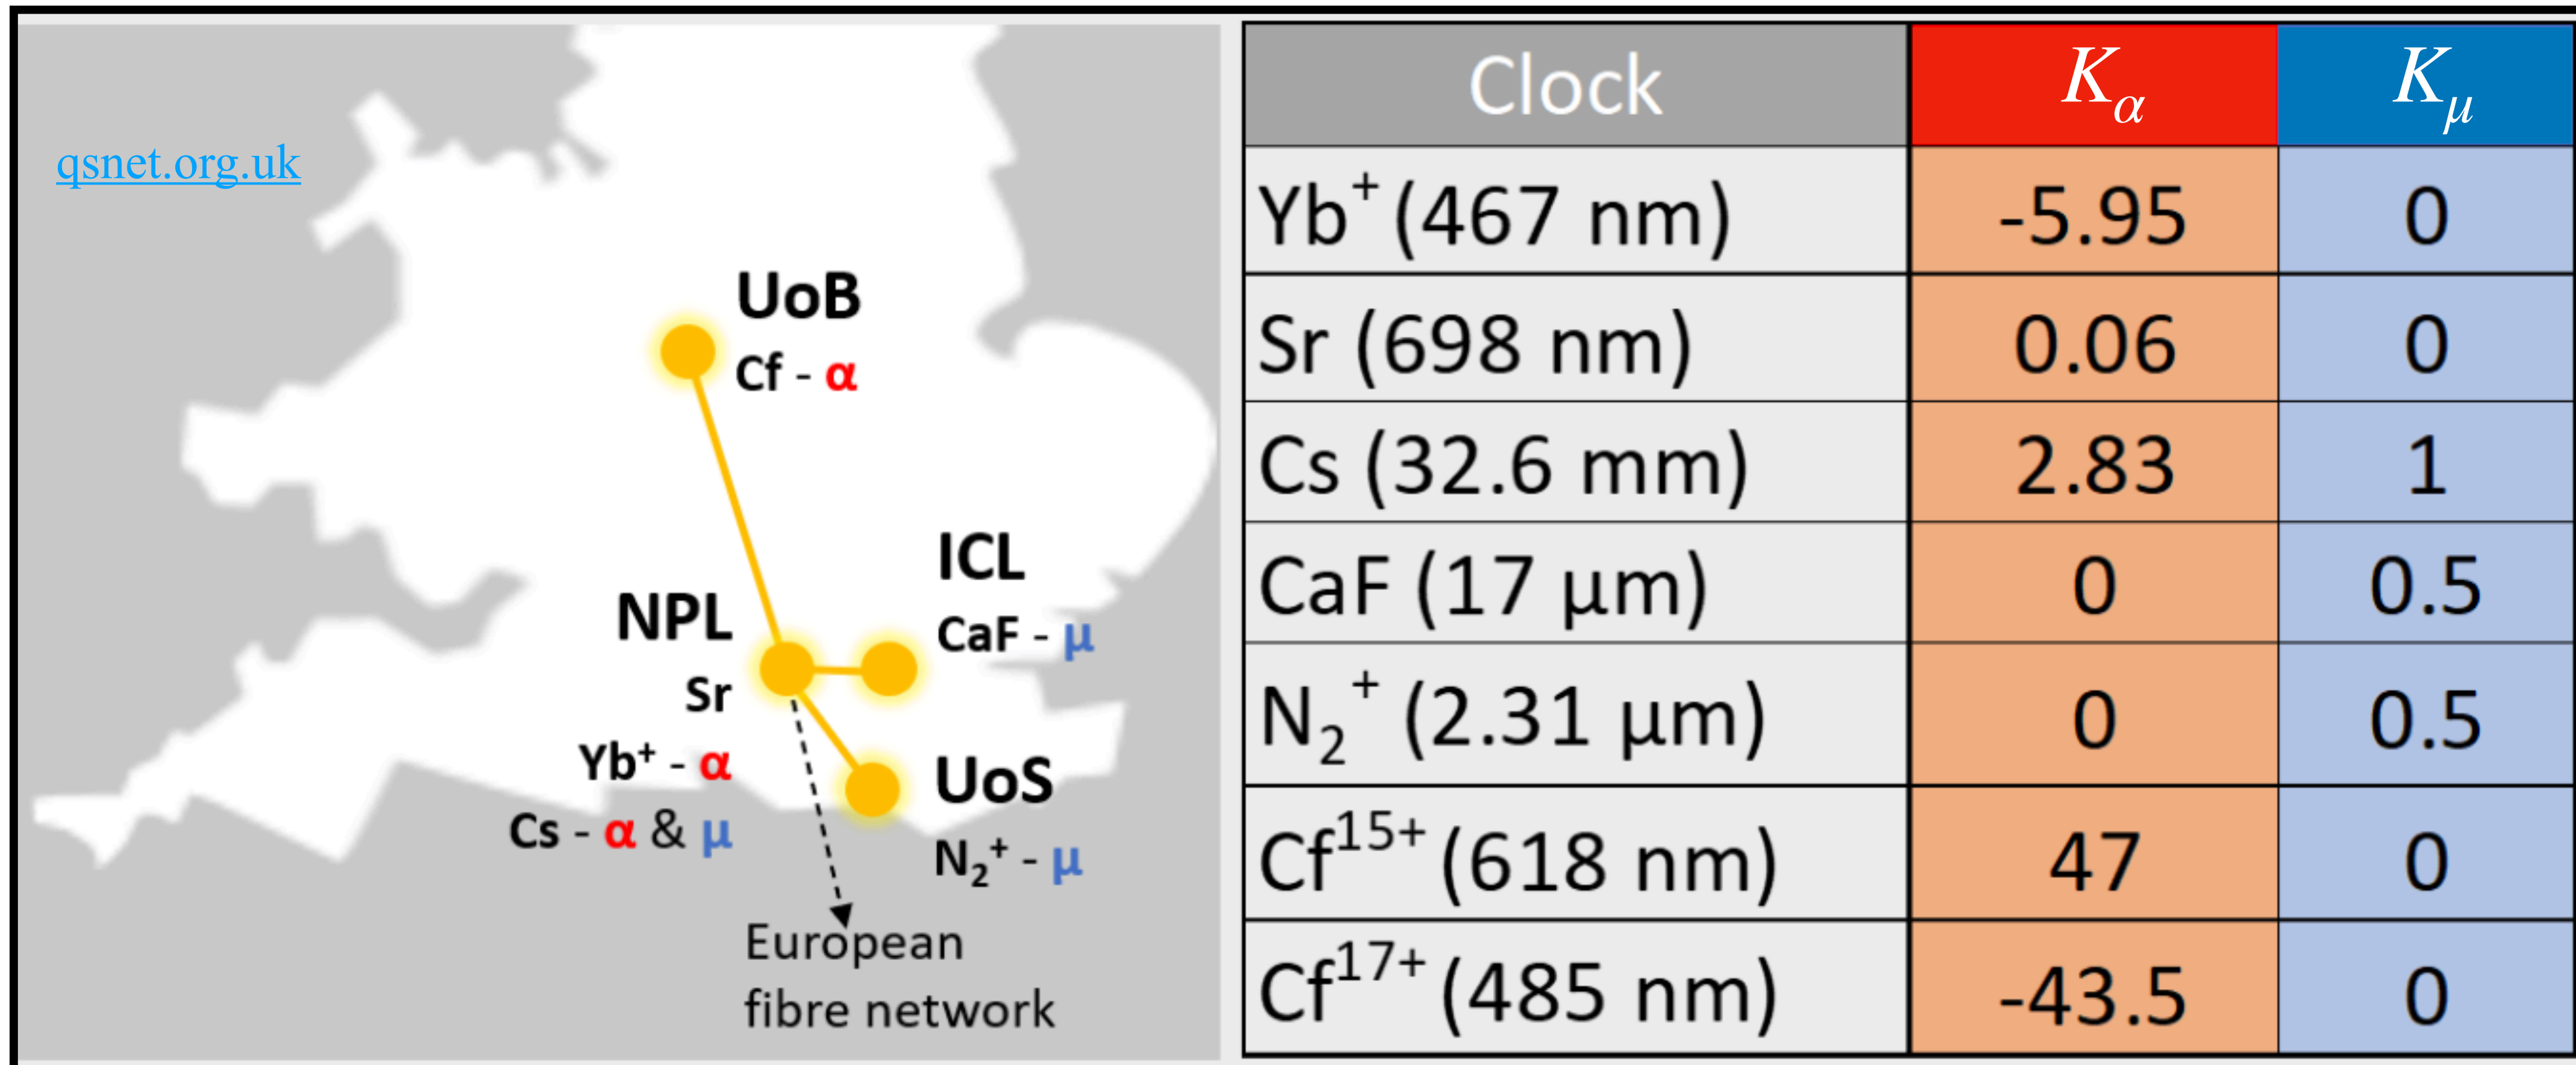 qsnet.org.uk
UoB
Cf - α
ICL
CaF - μ
NPL
Sr
Yb⁺ - α
Cs - α & μ
UoS
N₂⁺ - μ
European
fibre network
Clock K_α K_μ
Yb⁺ (467 nm) -5.95 0
Sr (698 nm) 0.06 0
Cs (32.6 mm) 2.83 1
CaF (17 μm) 0 0.5
N₂⁺ (2.31 μm) 0 0.5
Cf¹⁵⁺ (618 nm) 47 0
Cf¹⁷⁺ (485 nm) -43.5 0